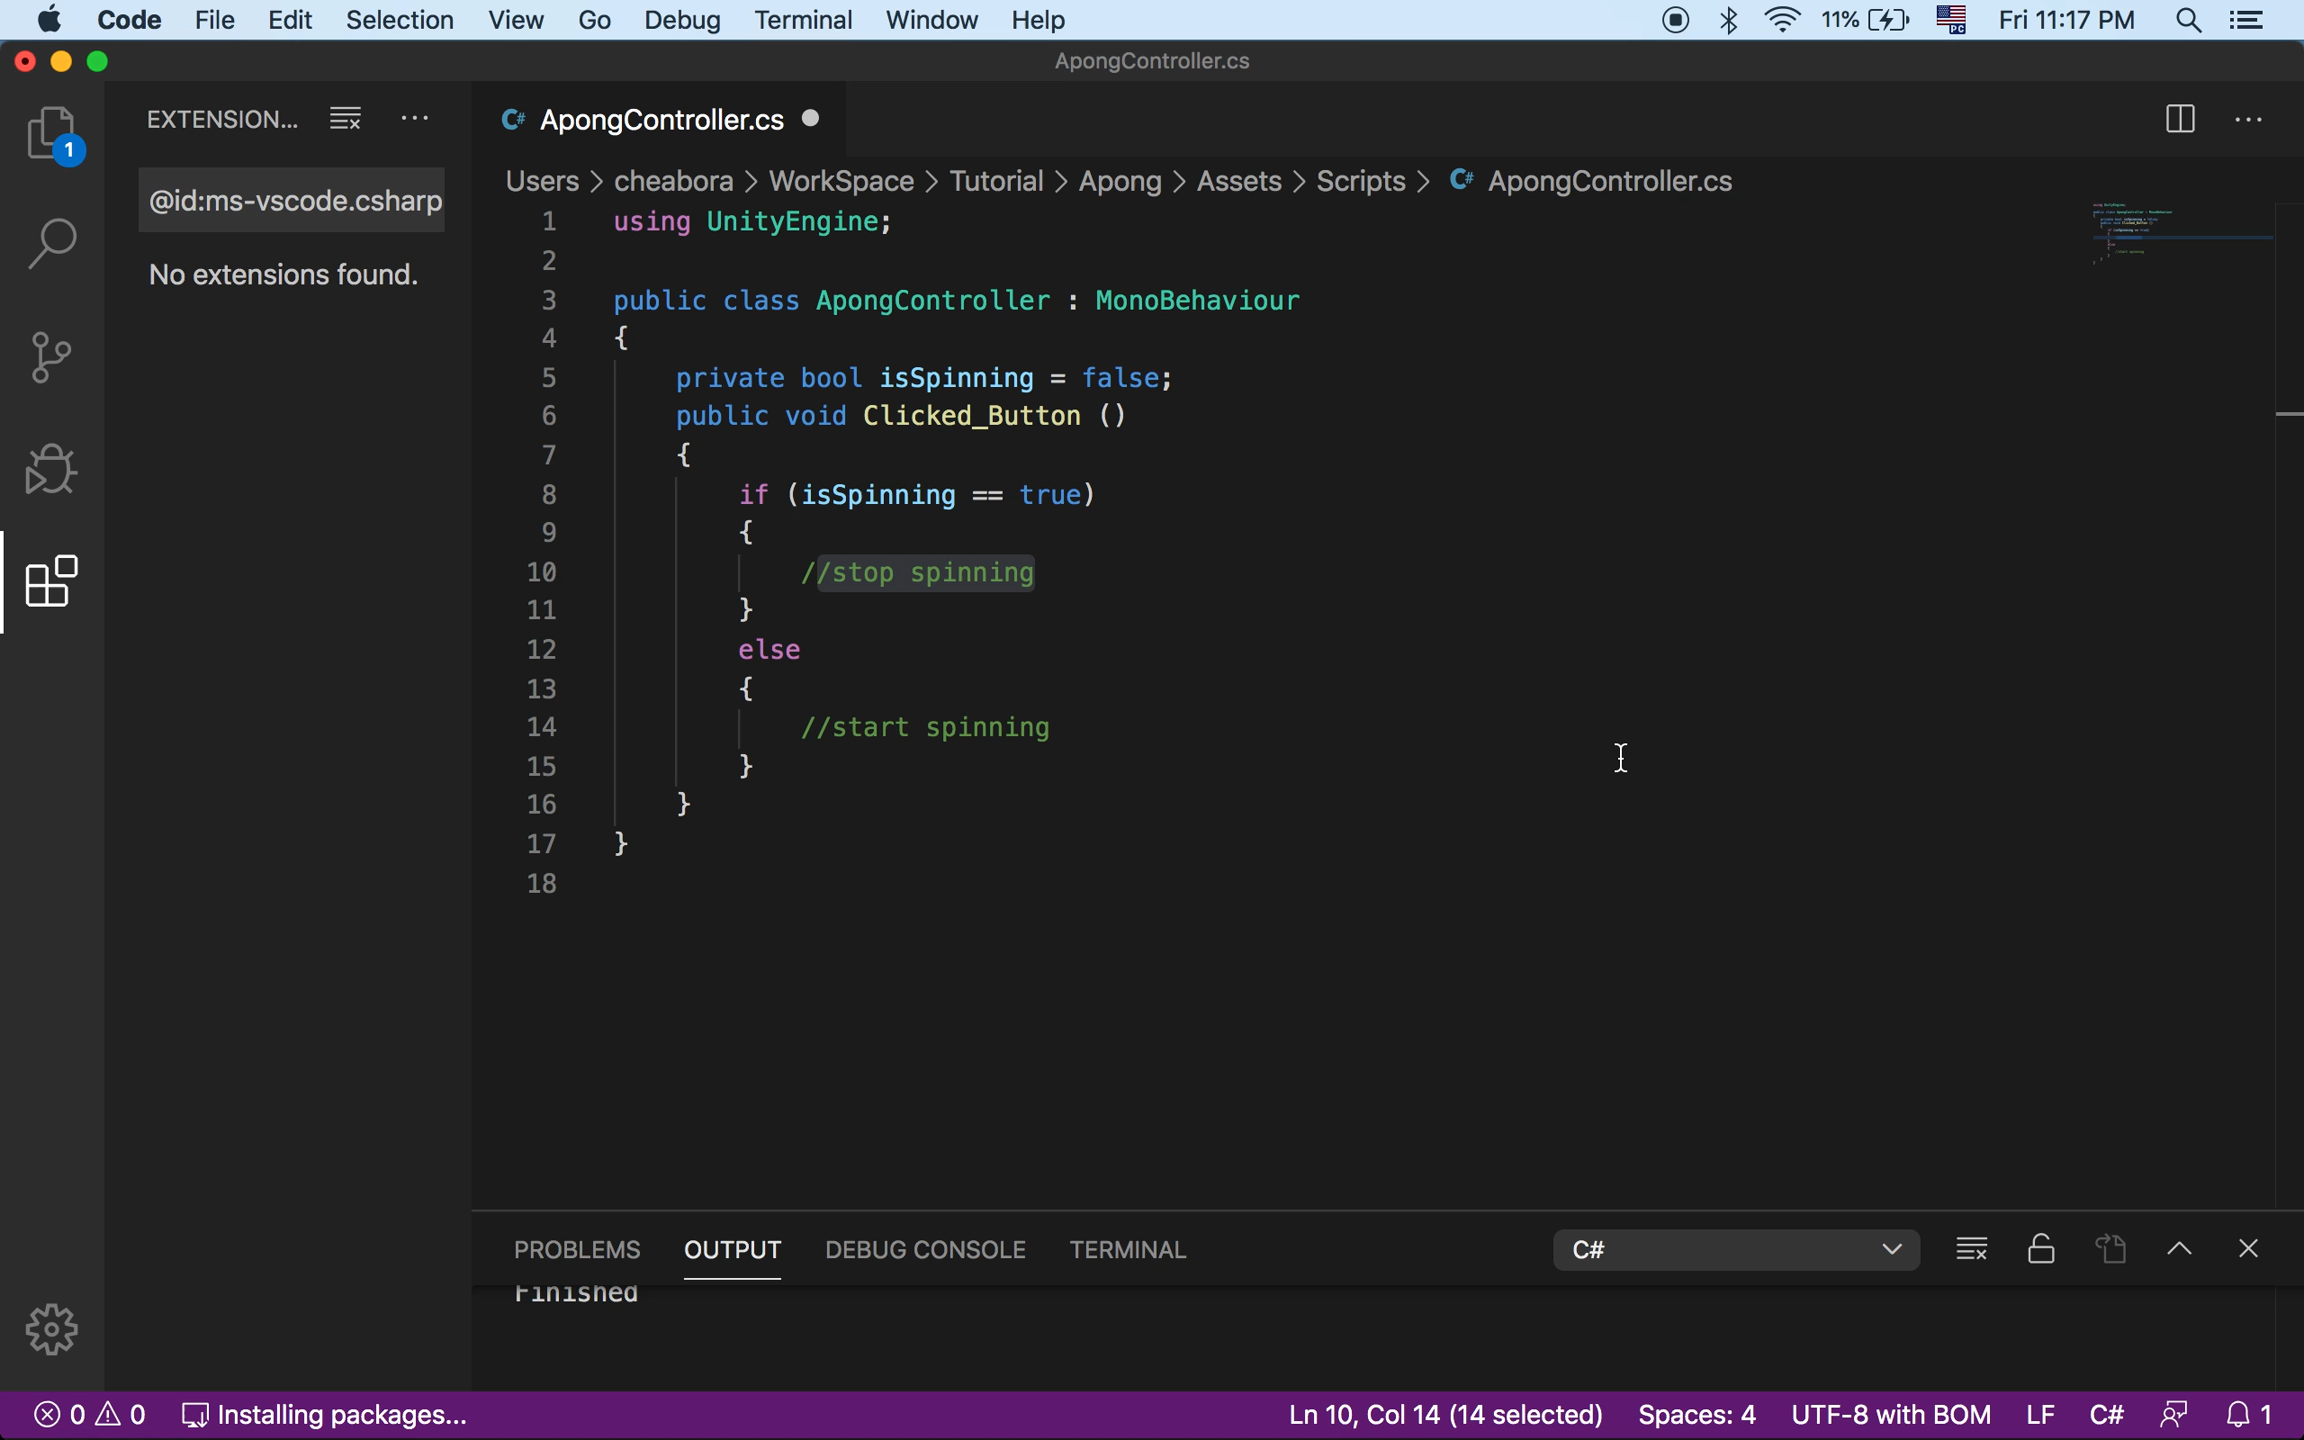 Code File Edit Selection View Go Debug Terminal Window Help 11% Fri 11:17 PM
ApongController.cs
EXTENSION...
ApongController.cs
1
@id:ms-vscode.csharp
No extensions found.
Users > cheabora > WorkSpace > Tutorial > Apong > Assets > Scripts > C# ApongController.cs
1 using UnityEngine;
2
3 public class ApongController : MonoBehaviour
4 {
5 private bool isSpinning = false;
6 public void Clicked_Button ()
7 {
8 if (isSpinning == true)
9 {
10 //stop spinning
11 }
12 else
13 {
14 //start spinning
15 }
16 }
17 }
18
PROBLEMS OUTPUT DEBUG CONSOLE TERMINAL C#
Finished
0 0 Installing packages... Ln 10, Col 14 (14 selected) Spaces: 4 UTF-8 with BOM LF C# 1